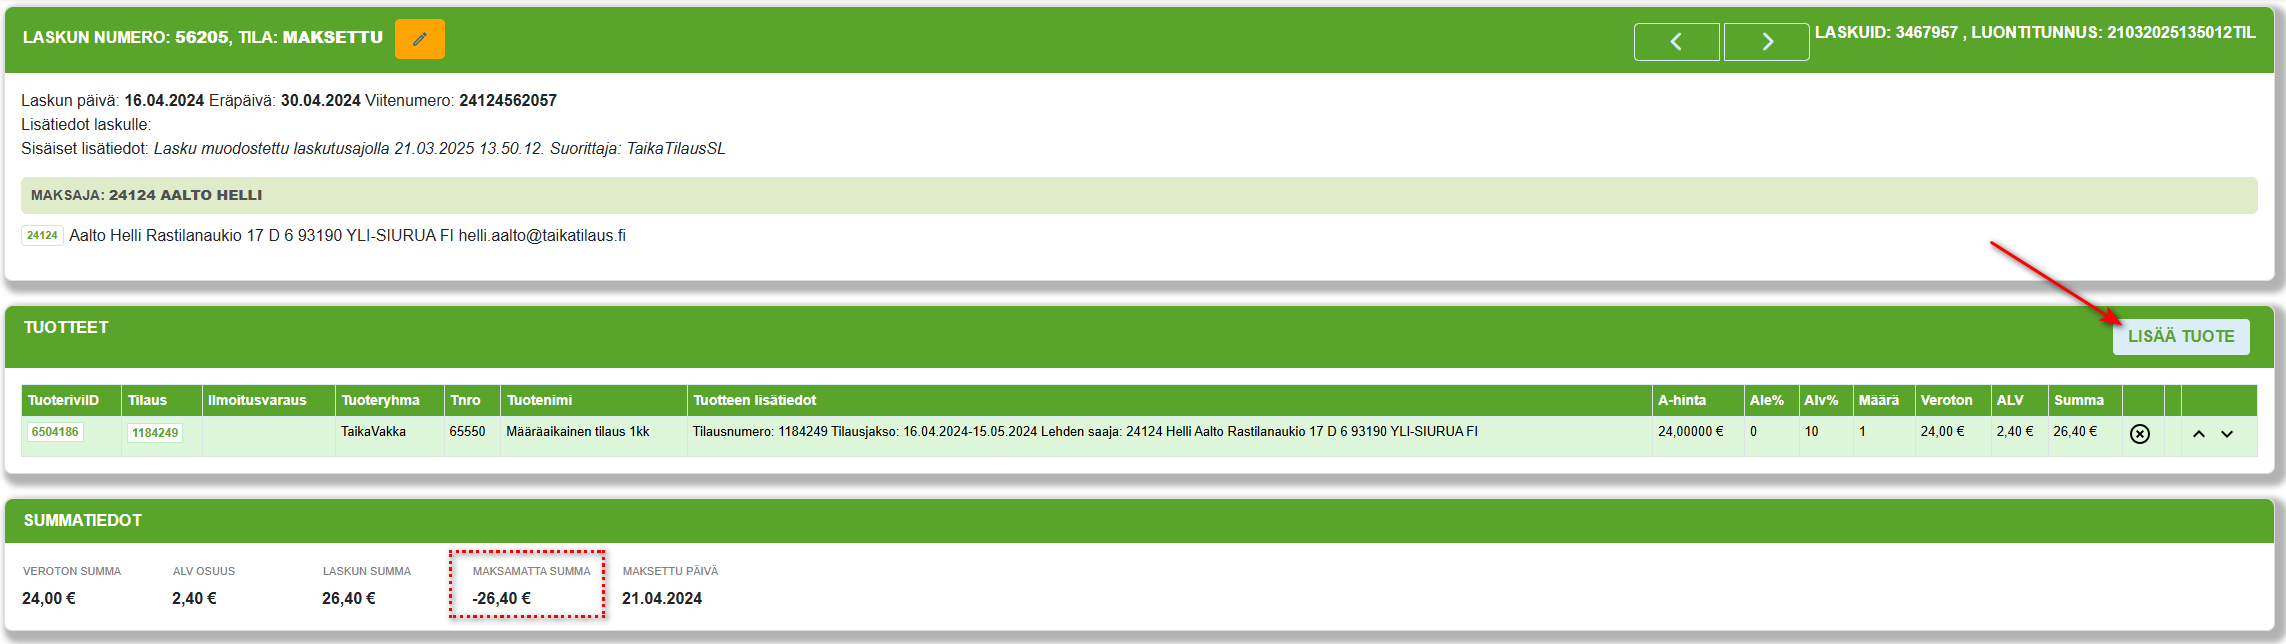 LASKUN NUMERO: 56205, TILA: MAKSETTU
LASKUID: 3467957 , LUONTITUNNUS: 21032025135012TIL
Laskun päivä: 16.04.2024 Eräpäivä: 30.04.2024 Viitenumero: 24124562057
Lisätiedot laskulle:
Sisäiset lisätiedot: Lasku muodostettu laskutusajolla 21.03.2025 13.50.12. Suorittaja: TaikaTilausSL
MAKSAJA: 24124 AALTO HELLI
24124 Aalto Helli Rastilanaukio 17 D 6 93190 YLI-SIURUA FI helli.aalto@taikatilaus.fi
TUOTTEET
LISÄÄ TUOTE
TuoteriviID Tilaus Ilmoitusvaraus Tuoteryhma Tnro Tuotenimi Tuotteen lisätiedot A-hinta Ale% Alv% Määrä Veroton ALV Summa
6504186 1184249 TaikaVakka 65550 Määräaikainen tilaus 1kk Tilausnumero: 1184249 Tilausjakso: 16.04.2024-15.05.2024 Lehden saaja: 24124 Helli Aalto Rastilanaukio 17 D 6 93190 YLI-SIURUA FI 24,00000 € 0 10 1 24,00 € 2,40 € 26,40 €
SUMMATIEDOT
VEROTON SUMMA ALV OSUUS LASKUN SUMMA MAKSAMATTA SUMMA MAKSETTU PÄIVÄ
24,00 € 2,40 € 26,40 € -26,40 € 21.04.2024